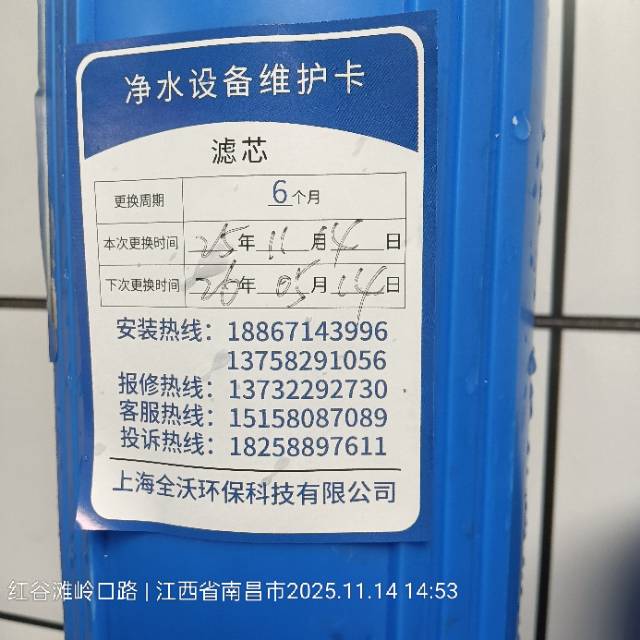 净水设备维护卡
滤芯
更换周期 6个月
本次更换时间 25年11月14日
下次更换时间 26年05月14日
安装热线：18867143996
13758291056
报修热线：13732292730
客服热线：15158087089
投诉热线：18258897611
上海全沃环保科技有限公司
红谷滩岭口路 | 江西省南昌市2025.11.14 14:53